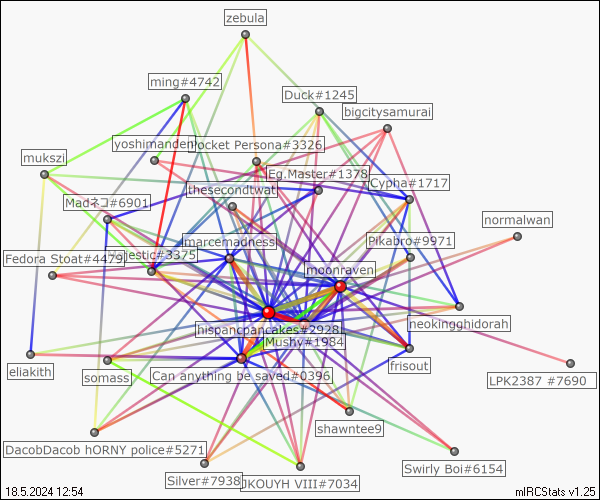 zebula
ming#4742
Duck#1245
bigcitysamurai
yoshimanden
Pocket Persona#3326
mukszi
Eg.Master#1378
Cypha#1717
thesecondtwat
Madネコ#6901
normalwan
marcemadness
Pikabro#9971
Fedora Stoat#4479
majestic#3375
moonraven
hispancpancakes#2928
neokingghidorah
Mushy#1984
eliakith
somass
Can anything be saved#0396
frisout
LPK2387 #7690
shawntee9
DacobDacob hORNY police#5271
Swirly Boi#6154
Silver#7938
JKOUYH VIII#7034
18.5.2024 12:54
mIRCStats v1.25